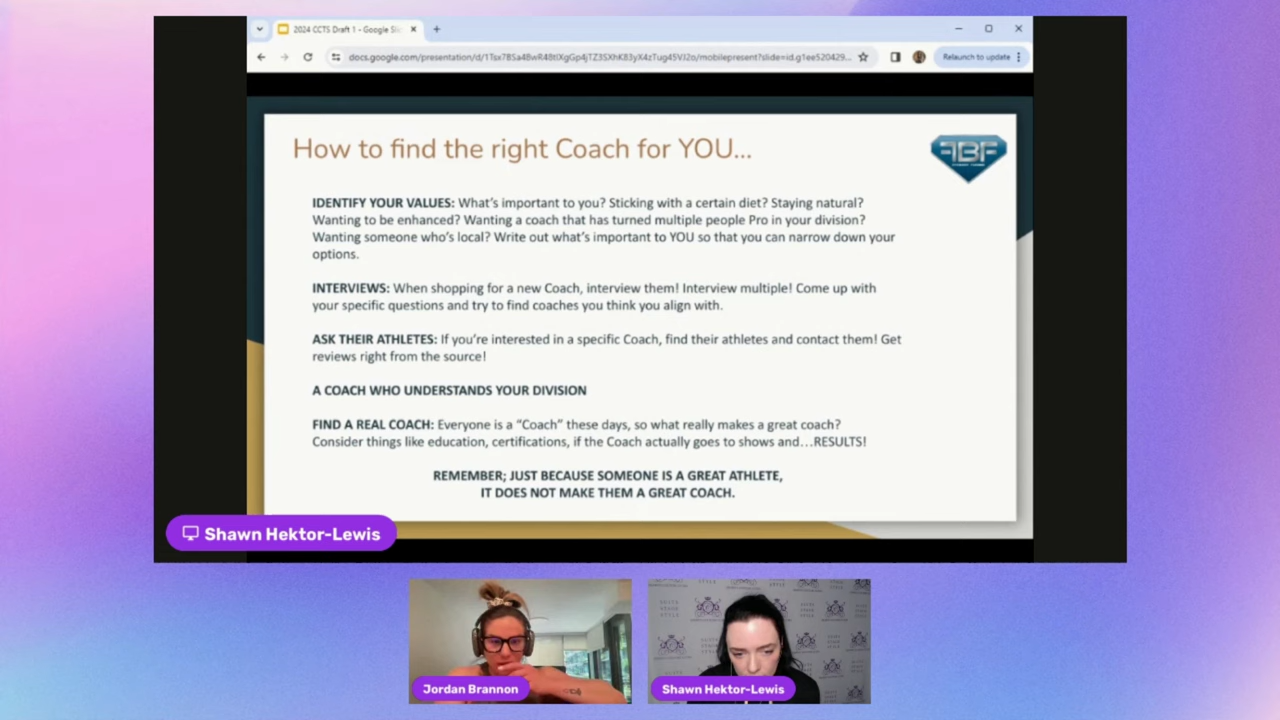 2024 CCTS Draft 1 - Google Sli
Relaunch to update
How to find the right Coach for YOU...
FBF
IDENTIFY YOUR VALUES: What's important to you? Sticking with a certain diet? Staying natural?
Wanting to be enhanced? Wanting a coach that has turned multiple people Pro in your division?
Wanting someone who's local? Write out what's important to YOU so that you can narrow down your
options.
INTERVIEWS: When shopping for a new Coach, interview them! Interview multiple! Come up with
your specific questions and try to find coaches you think you align with.
ASK THEIR ATHLETES: If you're interested in a specific Coach, find their athletes and contact them! Get
reviews right from the source!
A COACH WHO UNDERSTANDS YOUR DIVISION
FIND A REAL COACH: Everyone is a "Coach" these days, so what really makes a great coach?
Consider things like education, certifications, if the Coach actually goes to shows and...RESULTS!
REMEMBER; JUST BECAUSE SOMEONE IS A GREAT ATHLETE,
IT DOES NOT MAKE THEM A GREAT COACH.
Shawn Hektor-Lewis
Jordan Brannon
Shawn Hektor-Lewis